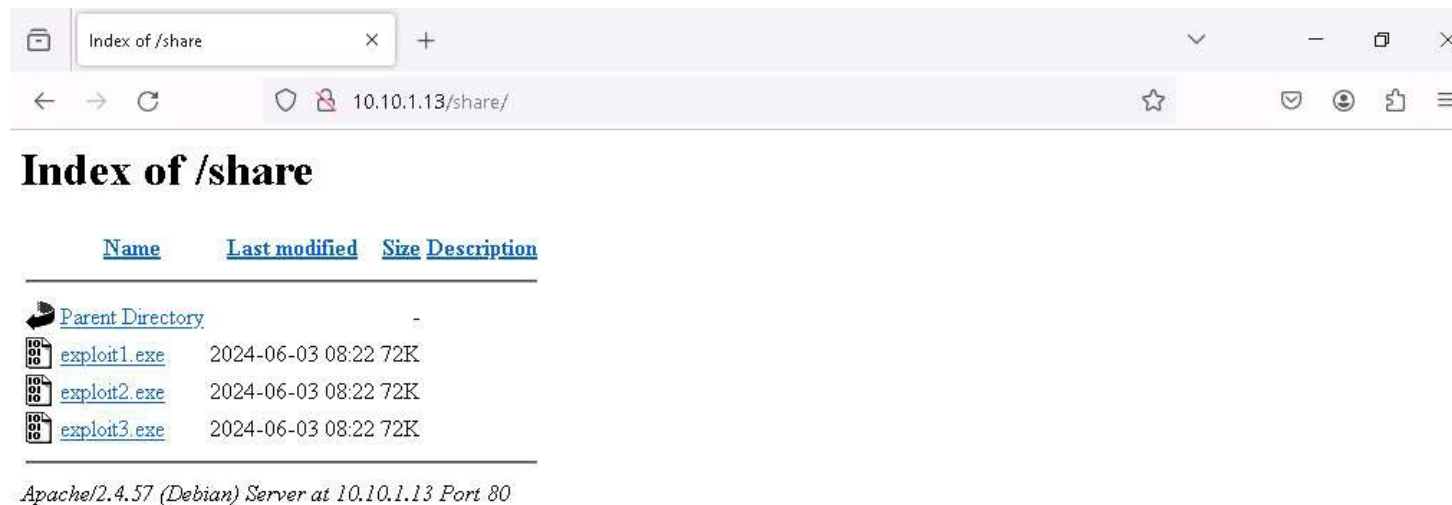 Index of /share
10.10.1.13/share/
Index of /share
Name Last modified Size Description
Parent Directory -
exploit1.exe 2024-06-03 08:22 72K
exploit2.exe 2024-06-03 08:22 72K
exploit3.exe 2024-06-03 08:22 72K
Apache/2.4.57 (Debian) Server at 10.10.1.13 Port 80